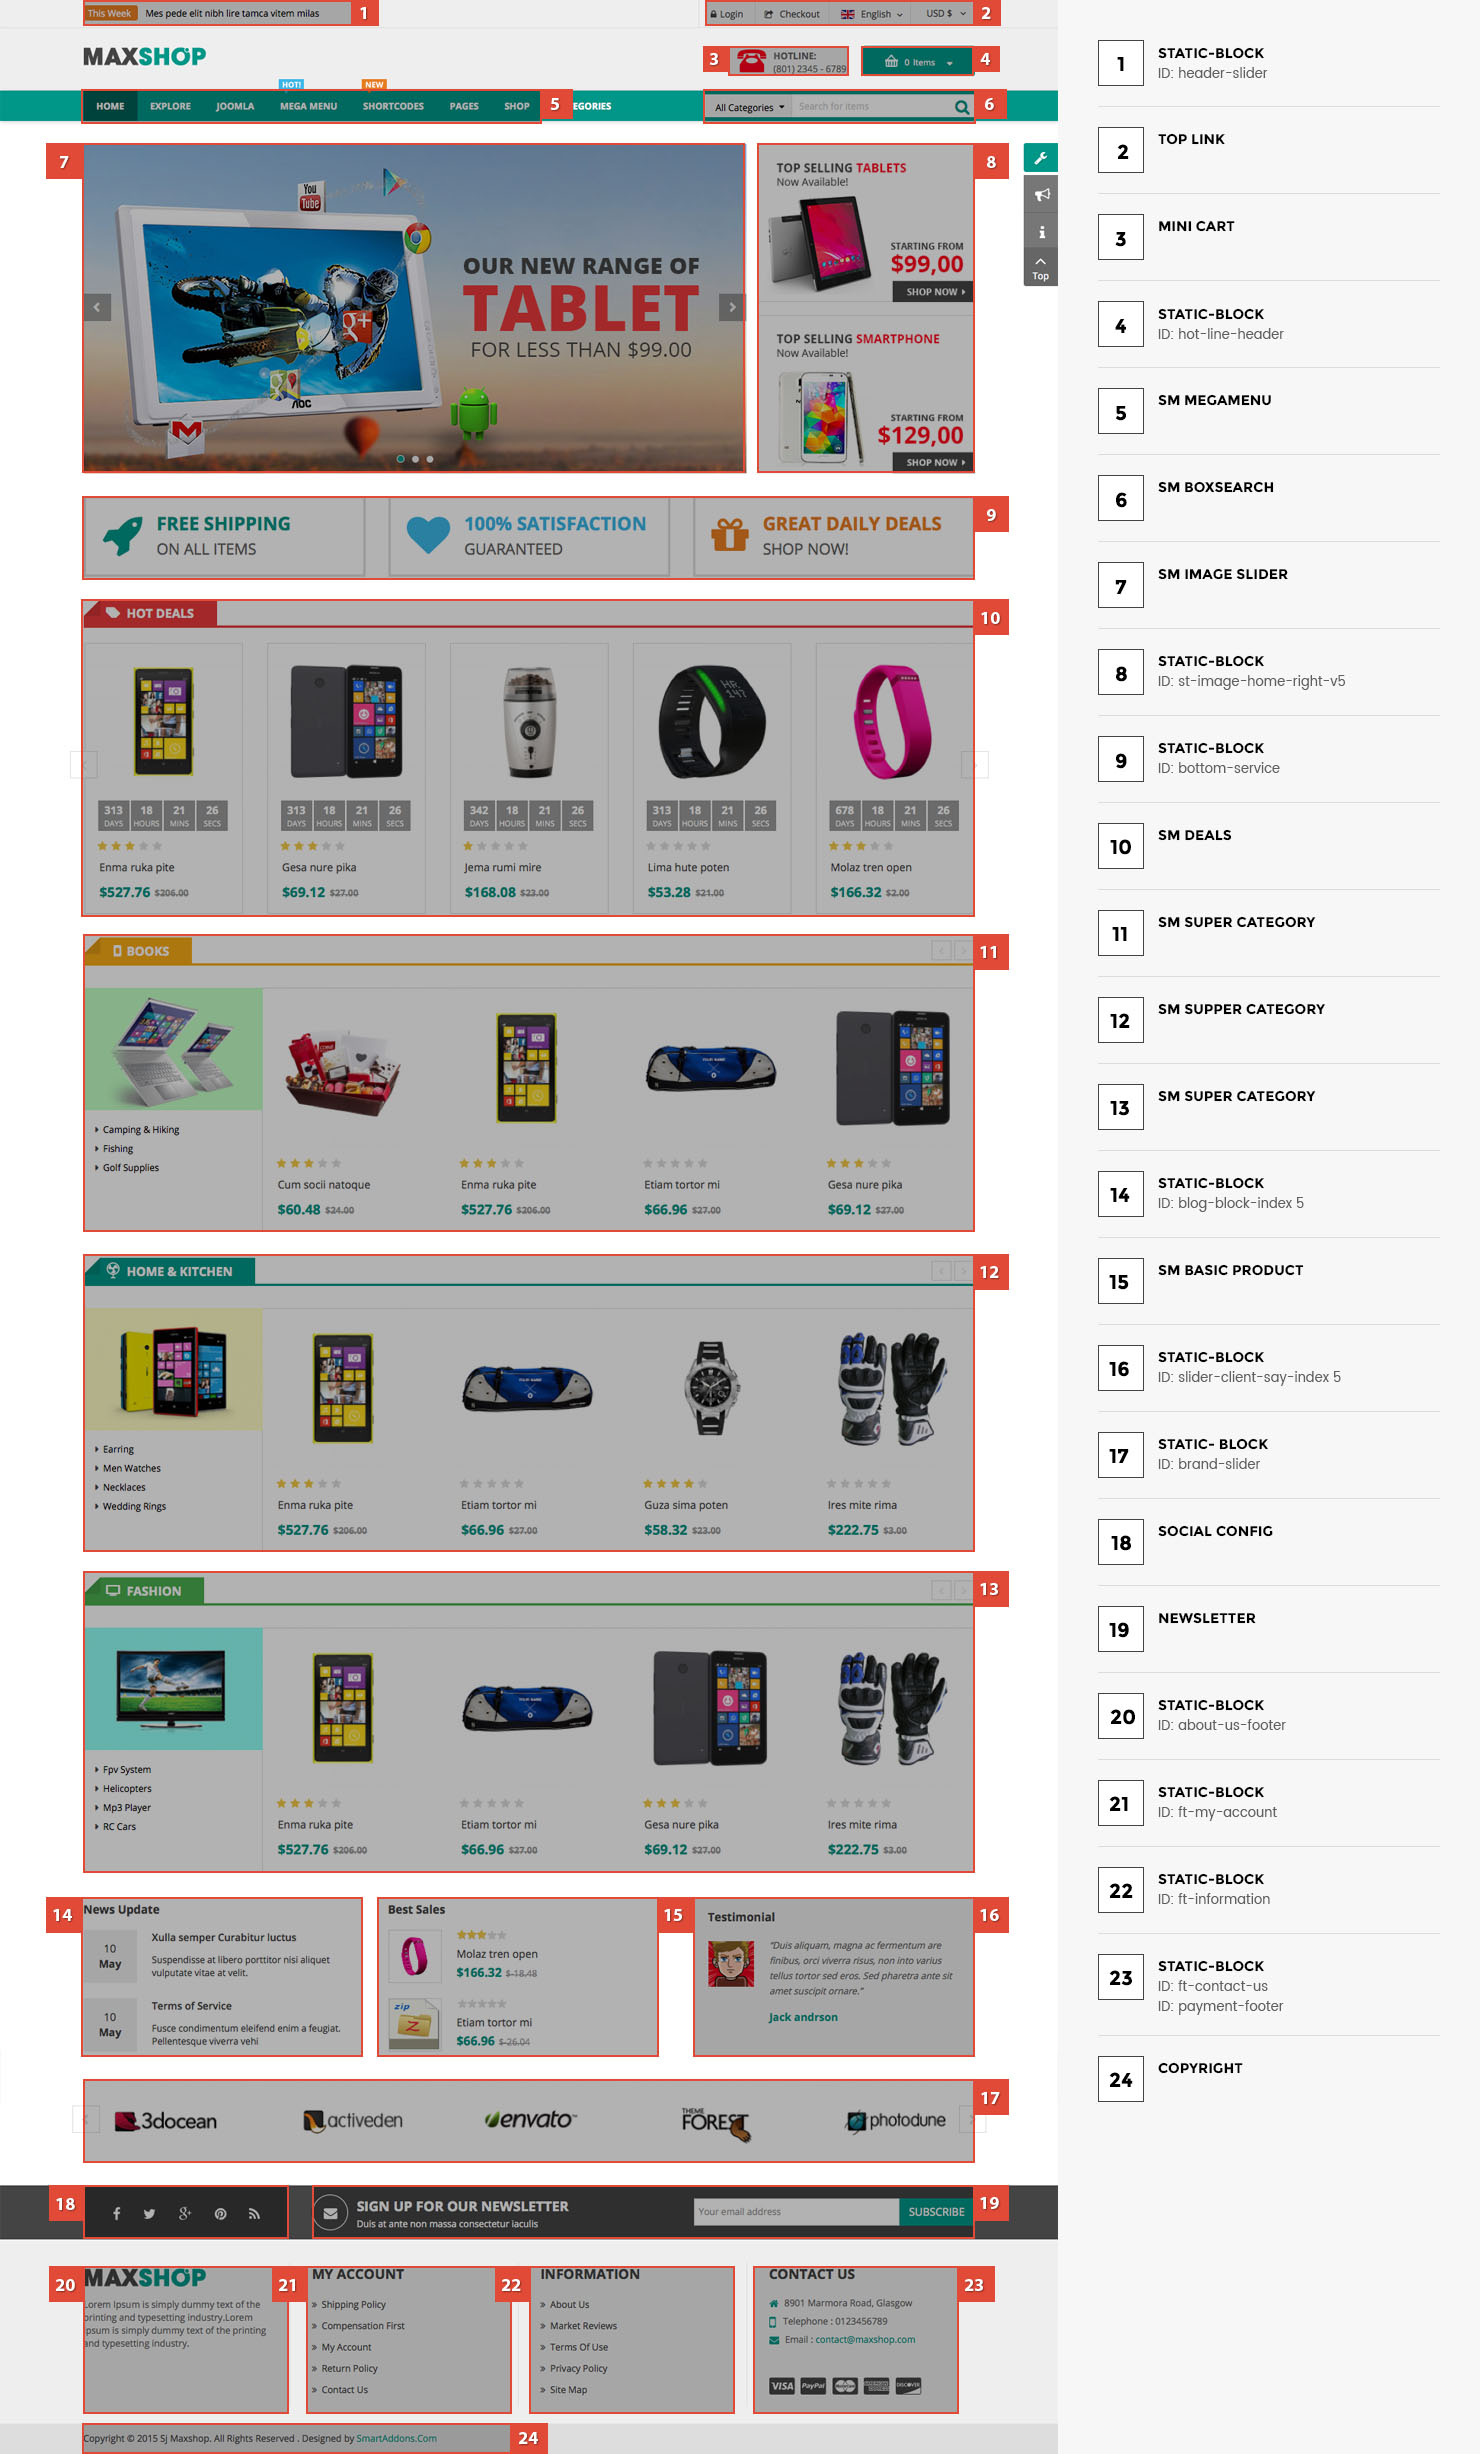 This Week Mes pede elit nibh lire tamca vitem milas 1
Login Checkout English USD $ 2
MAXSHOP
3 HOTLINE:
(801) 2345 - 6789
0 Items 4
HOT! NEW
HOME EXPLORE JOOMLA MEGA MENU SHORTCODES PAGES SHOP 5 EGORIES
All Categories Search for items 6
7
You
Tube
g+
AOC
OUR NEW RANGE OF
TABLET
FOR LESS THAN $99.00
8
TOP SELLING TABLETS
Now Available!
STARTING FROM
$99,00
SHOP NOW
TOP SELLING SMARTPHONE
Now Available!
STARTING FROM
$129,00
SHOP NOW
Top
FREE SHIPPING
ON ALL ITEMS
100% SATISFACTION
GUARANTEED
GREAT DAILY DEALS
SHOP NOW!
9
HOT DEALS 10
HR
147
313 18 21 26 313 18 21 26 342 18 21 26 313 18 21 26 678 18 21 26
DAYS HOURS MINS SECS DAYS HOURS MINS SECS DAYS HOURS MINS SECS DAYS HOURS MINS SECS DAYS HOURS MINS SECS
Enma ruka pite Gesa nure pika Jema rumi mire Lima hute poten Molaz tren open
$527.76 $206.00 $69.12 $27.00 $168.08 $23.00 $53.28 $21.00 $166.32 $2.00
BOOKS 11
Camping & Hiking
Fishing
Golf Supplies
Cum socii natoque Enma ruka pite Etiam tortor mi Gesa nure pika
$60.48 $24.00 $527.76 $206.00 $66.96 $27.00 $69.12 $27.00
HOME & KITCHEN 12
Earring
Men Watches
Necklaces
Wedding Rings
Enma ruka pite Etiam tortor mi Guza sima poten Ires mite rima
$527.76 $206.00 $66.96 $27.00 $58.32 $23.00 $222.75 $3.00
FASHION 13
Fpv System
Helicopters
Mp3 Player
RC Cars
Enma ruka pite Etiam tortor mi Gesa nure pika Ires mite rima
$527.76 $206.00 $66.96 $27.00 $69.12 $27.00 $222.75 $3.00
14 News Update
10
May
Xulla semper Curabitur luctus
Suspendisse at libero porttitor nisi aliquet
vulputate vitae at velit.
10
May
Terms of Service
Fusce condimentum eleifend enim a feugiat.
Pellentesque viverra vehi
Best Sales 15
Molaz tren open
$166.32 $ 18.48
zip
Z
Etiam tortor mi
$66.96 $ 26.04
Testimonial 16
"Duis aliquam, magna ac fermentum are
finibus, orci viverra risus, non into varius
tellus tortor sed eros. Sed pharetra ante sit
amet suscipit ornare."
Jack andrson
17
3docean activeden envato THEME FOREST photodune
18
SIGN UP FOR OUR NEWSLETTER
Duis at ante non massa consectetur iaculis
Your email address SUBSCRIBE 19
20 MAXSHOP
Lorem Ipsum is simply dummy text of the
printing and typesetting industry.Lorem
Ipsum is simply dummy text of the printing
and typesetting industry.
21 MY ACCOUNT
Shipping Policy
Compensation First
My Account
Return Policy
Contact Us
22 INFORMATION
About Us
Market Reviews
Terms Of Use
Privacy Policy
Site Map
CONTACT US 23
8901 Marmora Road, Glasgow
Telephone : 0123456789
Email : contact@maxshop.com
VISA PayPal DISCOVER
Copyright © 2015 Sj Maxshop. All Rights Reserved . Designed by SmartAddons.Com 24
1 STATIC-BLOCK
ID: header-slider
2 TOP LINK
3 MINI CART
4 STATIC-BLOCK
ID: hot-line-header
5 SM MEGAMENU
6 SM BOXSEARCH
7 SM IMAGE SLIDER
8 STATIC-BLOCK
ID: st-image-home-right-v5
9 STATIC-BLOCK
ID: bottom-service
10 SM DEALS
11 SM SUPER CATEGORY
12 SM SUPPER CATEGORY
13 SM SUPER CATEGORY
14 STATIC-BLOCK
ID: blog-block-index 5
15 SM BASIC PRODUCT
16 STATIC-BLOCK
ID: slider-client-say-index 5
17 STATIC- BLOCK
ID: brand-slider
18 SOCIAL CONFIG
19 NEWSLETTER
20 STATIC-BLOCK
ID: about-us-footer
21 STATIC-BLOCK
ID: ft-my-account
22 STATIC-BLOCK
ID: ft-information
23 STATIC-BLOCK
ID: ft-contact-us
ID: payment-footer
24 COPYRIGHT